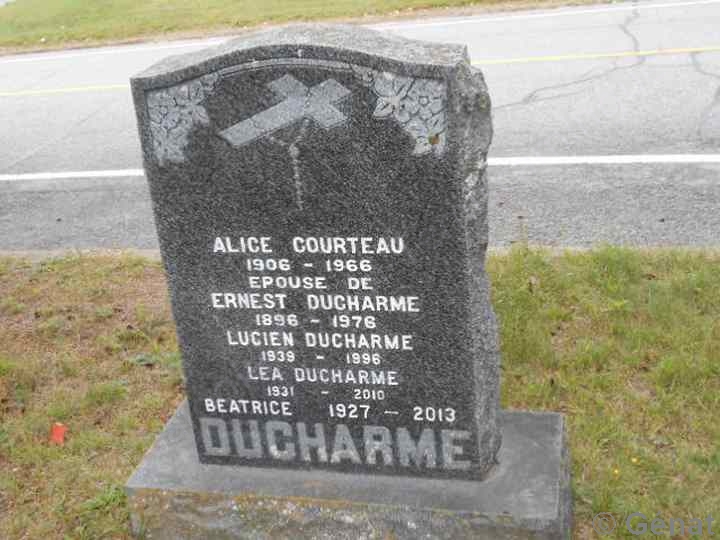 ALICE COURTEAU
1906 - 1966
EPOUSE DE
ERNEST DUCHARME
1896 - 1976
LUCIEN DUCHARME
1939 - 1996
LEA DUCHARME
1931 - 2010
BEATRICE 1927 - 2013
DUCHARME